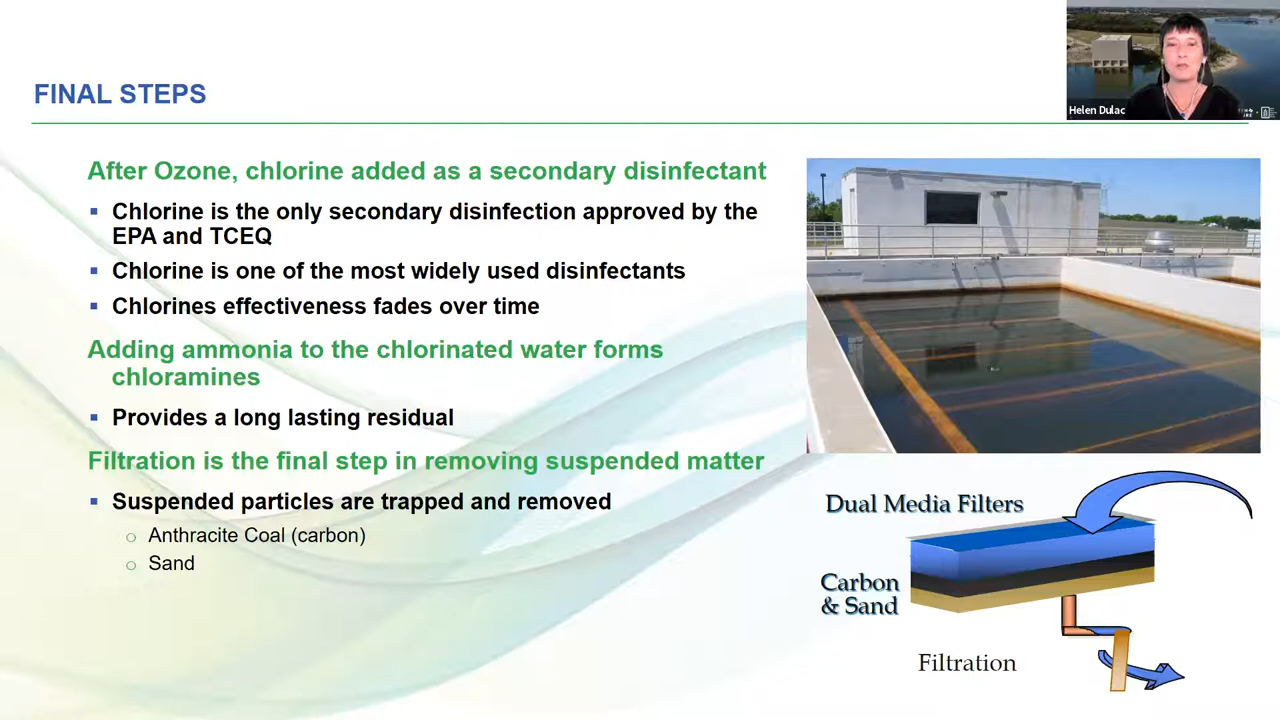 Helen Dulac
FINAL STEPS
After Ozone, chlorine added as a secondary disinfectant
▪ Chlorine is the only secondary disinfection approved by the
EPA and TCEQ
▪ Chlorine is one of the most widely used disinfectants
▪ Chlorines effectiveness fades over time
Adding ammonia to the chlorinated water forms
chloramines
▪ Provides a long lasting residual
Filtration is the final step in removing suspended matter
▪ Suspended particles are trapped and removed
○ Anthracite Coal (carbon)
○ Sand
Dual Media Filters
Carbon
& Sand
Filtration